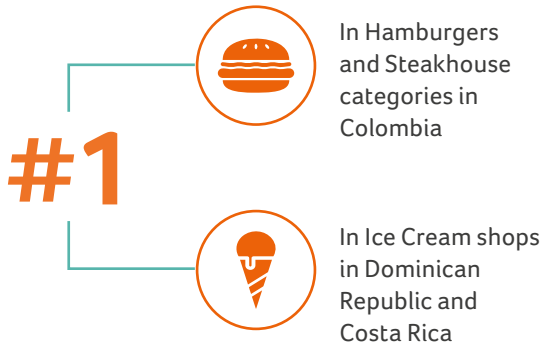 #1
In Hamburgers
and Steakhouse
categories in
Colombia
In Ice Cream shops
in Dominican
Republic and
Costa Rica